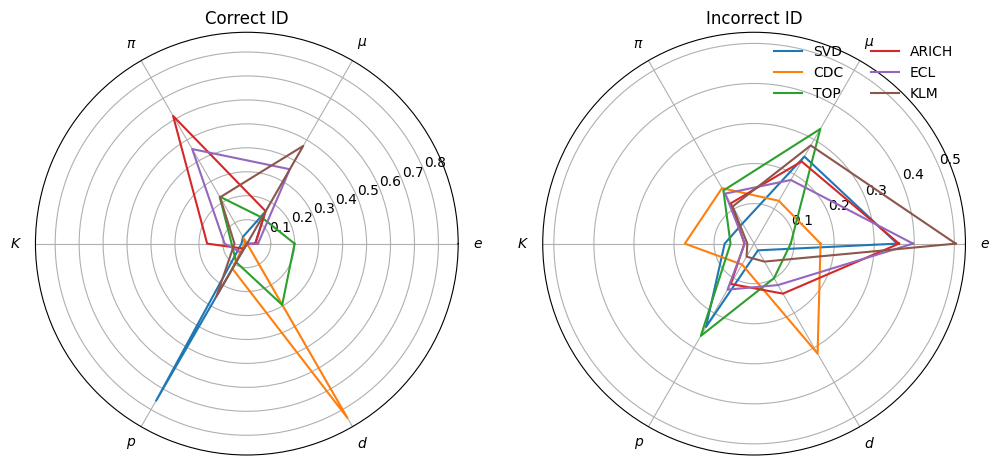 Correct ID
π
μ
K
e
p
d
0.1
0.2
0.3
0.4
0.5
0.6
0.7
0.8
Incorrect ID
π
μ
K
e
p
d
0.1
0.2
0.3
0.4
0.5
SVD
CDC
TOP
ARICH
ECL
KLM